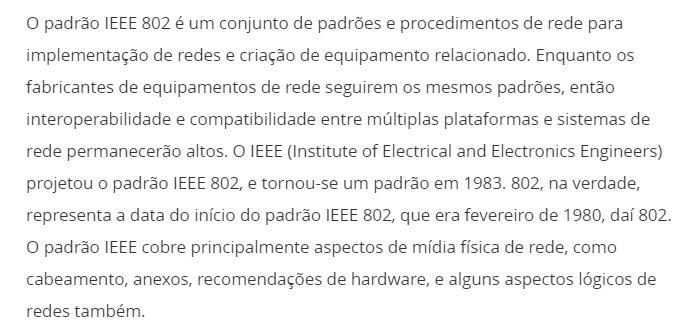 O padrão IEEE 802 é um conjunto de padrões e procedimentos de rede para
implementação de redes e criação de equipamento relacionado. Enquanto os
fabricantes de equipamentos de rede seguirem os mesmos padrões, então
interoperabilidade e compatibilidade entre múltiplas plataformas e sistemas de
rede permanecerão altos. O IEEE (Institute of Electrical and Electronics Engineers)
projetou o padrão IEEE 802, e tornou-se um padrão em 1983. 802, na verdade,
representa a data do início do padrão IEEE 802, que era fevereiro de 1980, daí 802.
O padrão IEEE cobre principalmente aspectos de mídia física de rede, como
cabeamento, anexos, recomendações de hardware, e alguns aspectos lógicos de
redes também.